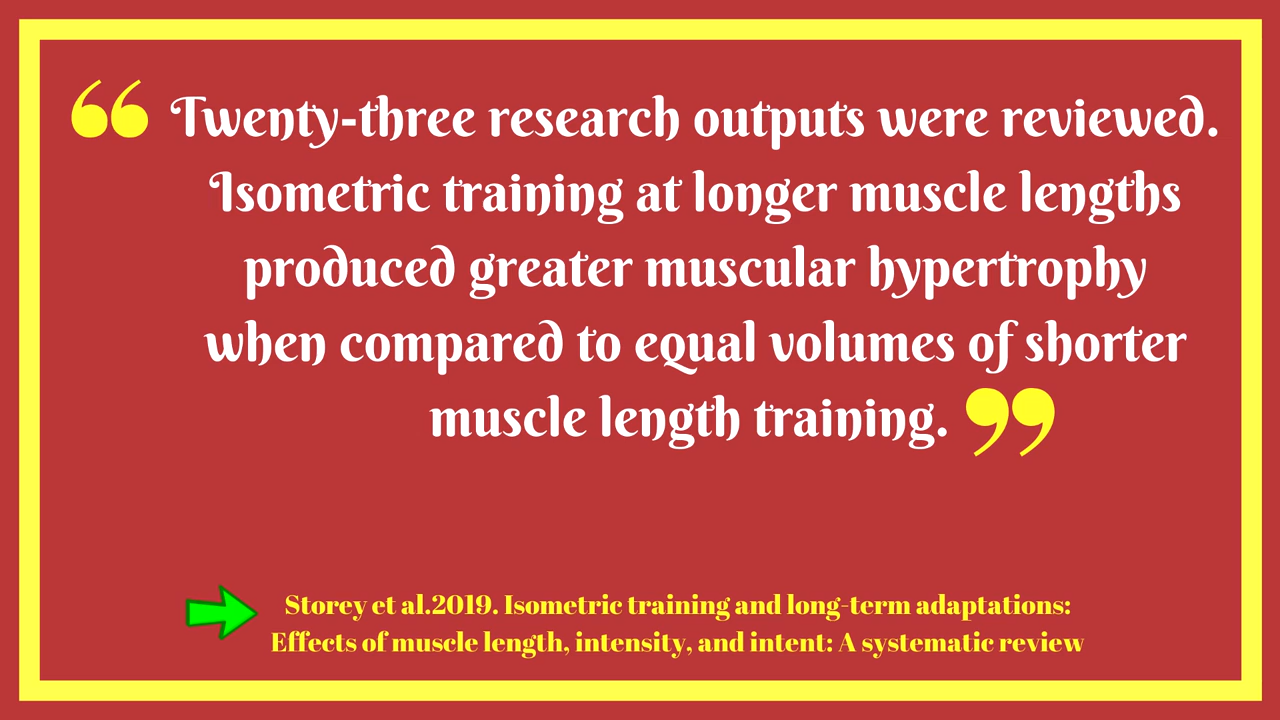 “ Twenty-three research outputs were reviewed.
Isometric training at longer muscle lengths
produced greater muscular hypertrophy
when compared to equal volumes of shorter
muscle length training. ”
Storey et al.2019. Isometric training and long-term adaptations:
Effects of muscle length, intensity, and intent: A systematic review